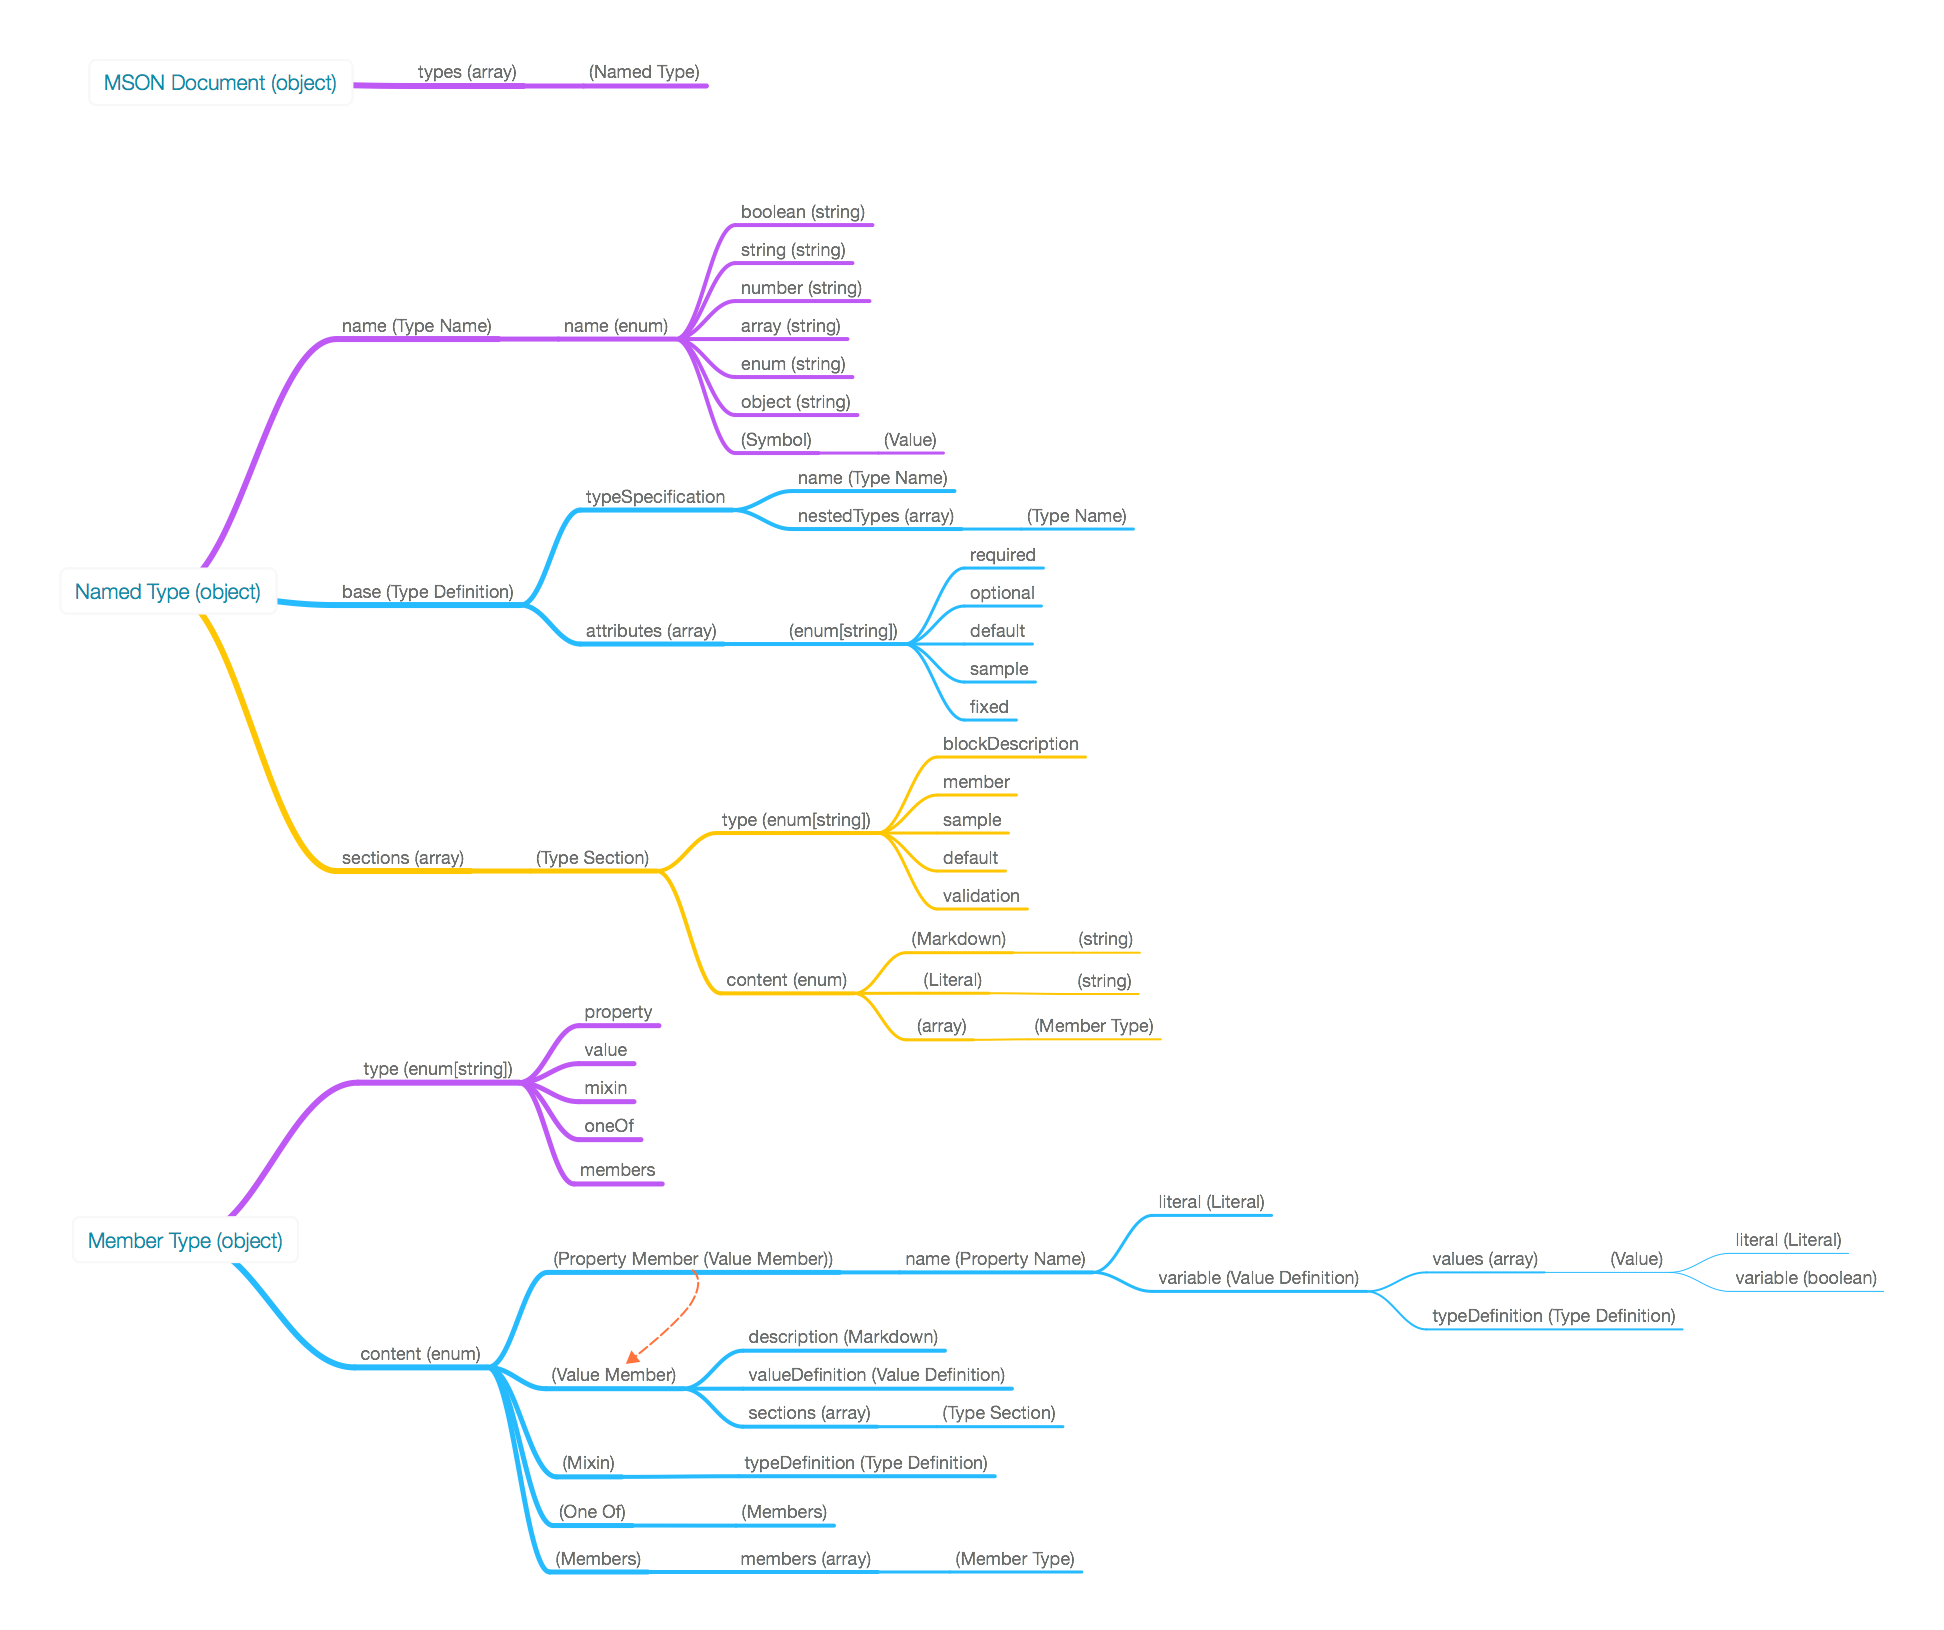 MSON Document (object)
types (array)
(Named Type)
Named Type (object)
name (Type Name)
name (enum)
boolean (string)
string (string)
number (string)
array (string)
enum (string)
object (string)
(Symbol)
(Value)
base (Type Definition)
typeSpecification
name (Type Name)
nestedTypes (array)
(Type Name)
attributes (array)
(enum[string])
required
optional
default
sample
fixed
sections (array)
(Type Section)
type (enum[string])
blockDescription
member
sample
default
validation
content (enum)
(Markdown)
(string)
(Literal)
(string)
(array)
(Member Type)
Member Type (object)
type (enum[string])
property
value
mixin
oneOf
members
content (enum)
(Property Member (Value Member))
name (Property Name)
literal (Literal)
variable (Value Definition)
values (array)
(Value)
literal (Literal)
variable (boolean)
typeDefinition (Type Definition)
(Value Member)
description (Markdown)
valueDefinition (Value Definition)
sections (array)
(Type Section)
(Mixin)
typeDefinition (Type Definition)
(One Of)
(Members)
(Members)
members (array)
(Member Type)